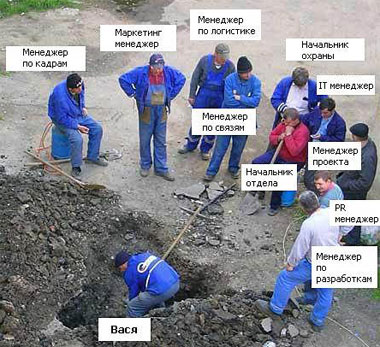 Менеджер
по логистике
Маркетинг
менеджер
Менеджер
по кадрам
Начальник
охраны
IT менеджер
Менеджер
по связям
Менеджер
проекта
Начальник
отдела
PR
менеджер
Менеджер
по
разработкам
Вася